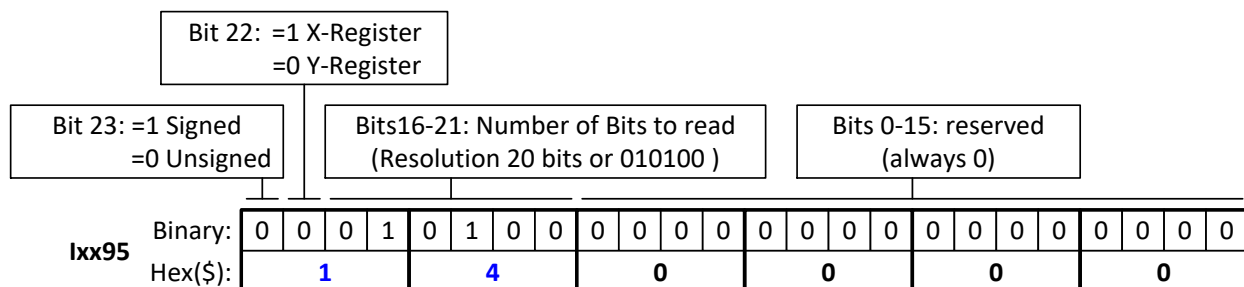 Bit 22: =1 X-Register
=0 Y-Register
Bit 23: =1 Signed
=0 Unsigned
Bits16-21: Number of Bits to read
(Resolution 20 bits or 010100 )
Bits 0-15: reserved
(always 0)
Ixx95
Binary: 0 0 0 1 0 1 0 0 0 0 0 0 0 0 0 0 0 0 0 0 0 0 0 0
Hex($): 1 4 0 0 0 0